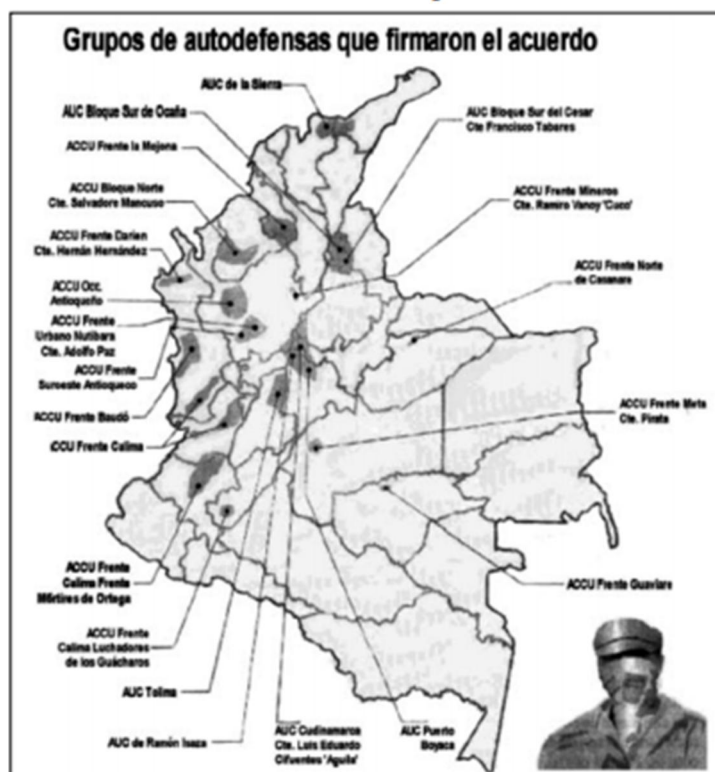 Grupos de autodefensas que firmaron el acuerdo
AUC de la Sierra
AUC Bloque Sur de Ocaña
AUC Bloque Sur del Cesar
Cte Francisco Tabares
ACCU Frente la Mojana
ACCU Bloque Norte
Cte. Salvadore Mancuso
ACCU Frente Mineros
Cte. Ramiro Vanoy 'Cuco'
ACCU Frente Darien
Cte. Hernán Hernández
ACCU Frente Norte
de Casanare
ACCU Occ.
Antioqueño
ACCU Frente
Urbano Nutibara
Cte. Adolfo Paz
ACCU Frente
Suroeste Antioqueco
ACCU Frente Baudó
ICCU Frente Calima
ACCU Frente Meta
Cte. Pirata
ACCU Frente
Calima Frente
Mórtires de Ortega
ACCU Frente Guaviare
ACCU Frente
Calima Luchadores
de los Guácharos
AUC Tolima
AUC de Ramón Isaza
AUC Cudinamarca
Cte. Luis Eduardo
Cifuentes 'Aguila'
AUC Puerto
Boyaca